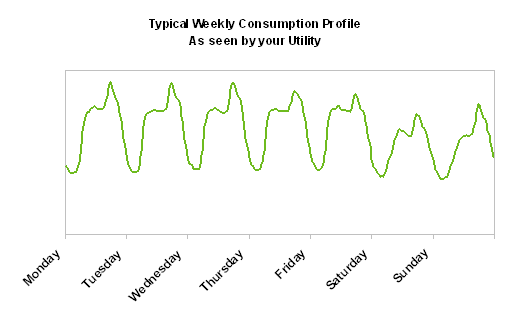 Typical Weekly Consumption Profile
As seen by your Utility
Monday
Tuesday
Wednesday
Thursday
Friday
Saturday
Sunday